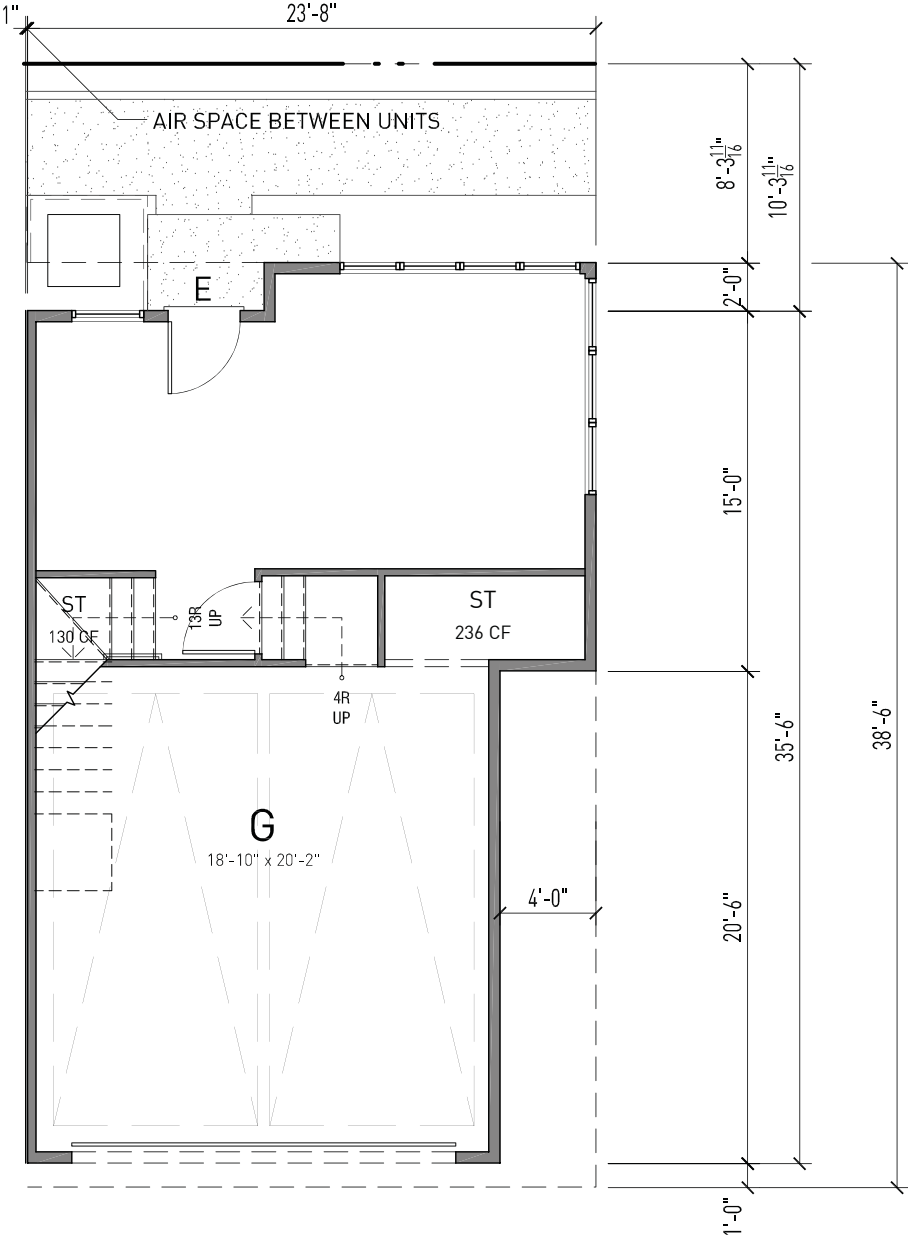 1"
23'-8"
AIR SPACE BETWEEN UNITS
8'-3 11/16"
10'-3 11/16"
E
2'-0"
15'-0"
ST
130 CF
13R
UP
ST
236 CF
4R
UP
35'-6"
38'-6"
G
18'-10" x 20'-2"
4'-0"
20'-6"
1'-0"